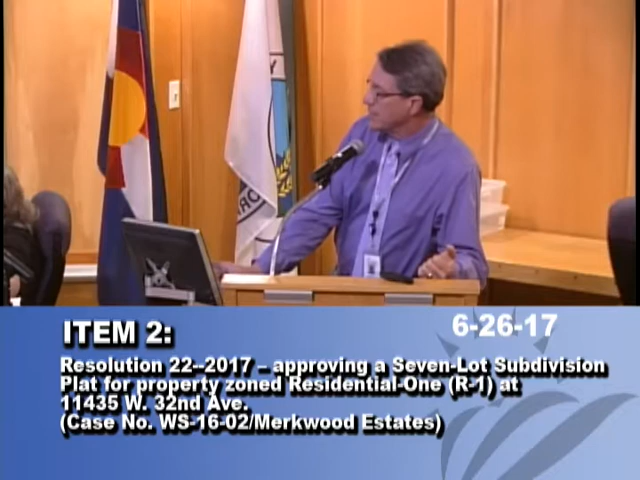 ITEM 2:
6-26-17
Resolution 22--2017 – approving a Seven-Lot Subdivision
Plat for property zoned Residential-One (R-1) at
11435 W. 32nd Ave.
(Case No. WS-16-02/Merkwood Estates)